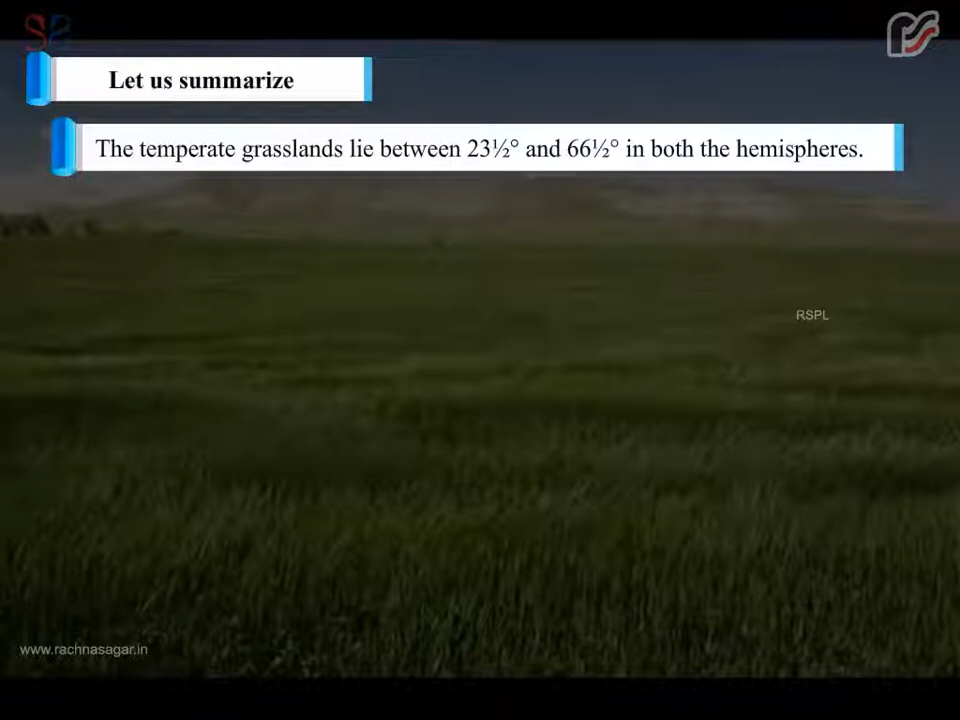 Let us summarize
The temperate grasslands lie between 23½° and 66½° in both the hemispheres.
RSPL
www.rachnasagar.in